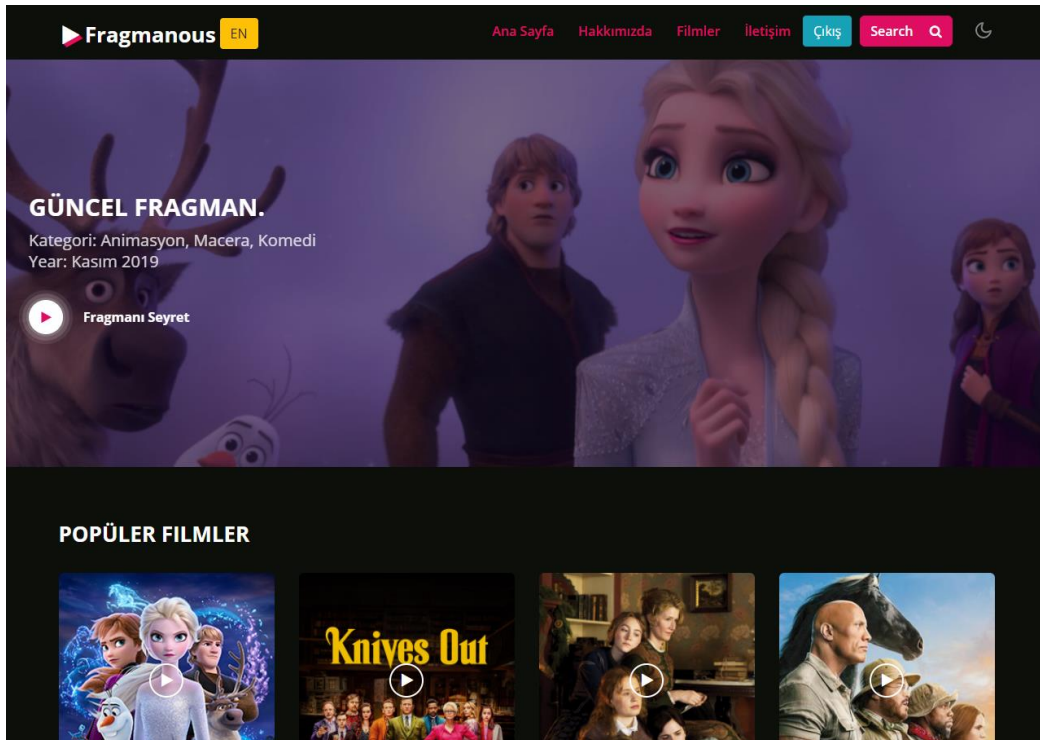 Fragmanous EN
Ana Sayfa Hakkımızda Filmler İletişim Çıkış Search
GÜNCEL FRAGMAN.
Kategori: Animasyon, Macera, Komedi
Year: Kasım 2019
Fragmanı Seyret
POPÜLER FILMLER
Knives Out